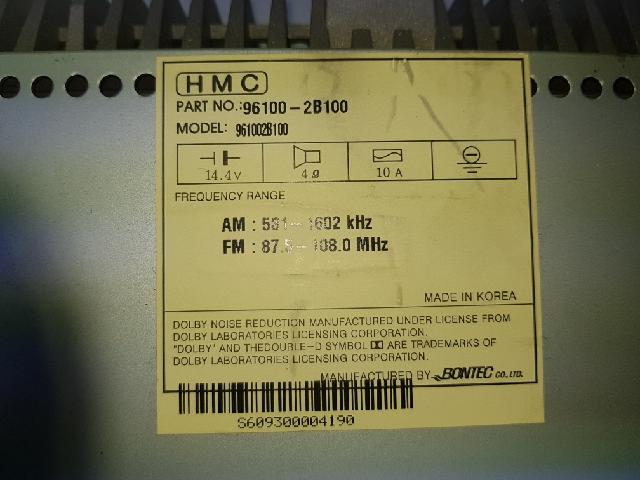 HMC
PART NO.:96100-2B100
MODEL: 961002B100
14.4V 4Ω 10 A
FREQUENCY RANGE
AM : 531- 1602 kHz
FM : 87.5-108.0 MHz
MADE IN KOREA
DOLBY NOISE REDUCTION MANUFACTURED UNDER LICENSE FROM
DOLBY LABORATORIES LICENSING CORPORATION.
"DOLBY" AND THEDOUBLE-D SYMBOL ARE TRADEMARKS OF
DOLBY LABORATORIES LICENSING CORPORATION.
MANUFACTURED BY BONTEC CO., LTD.
S609300004190